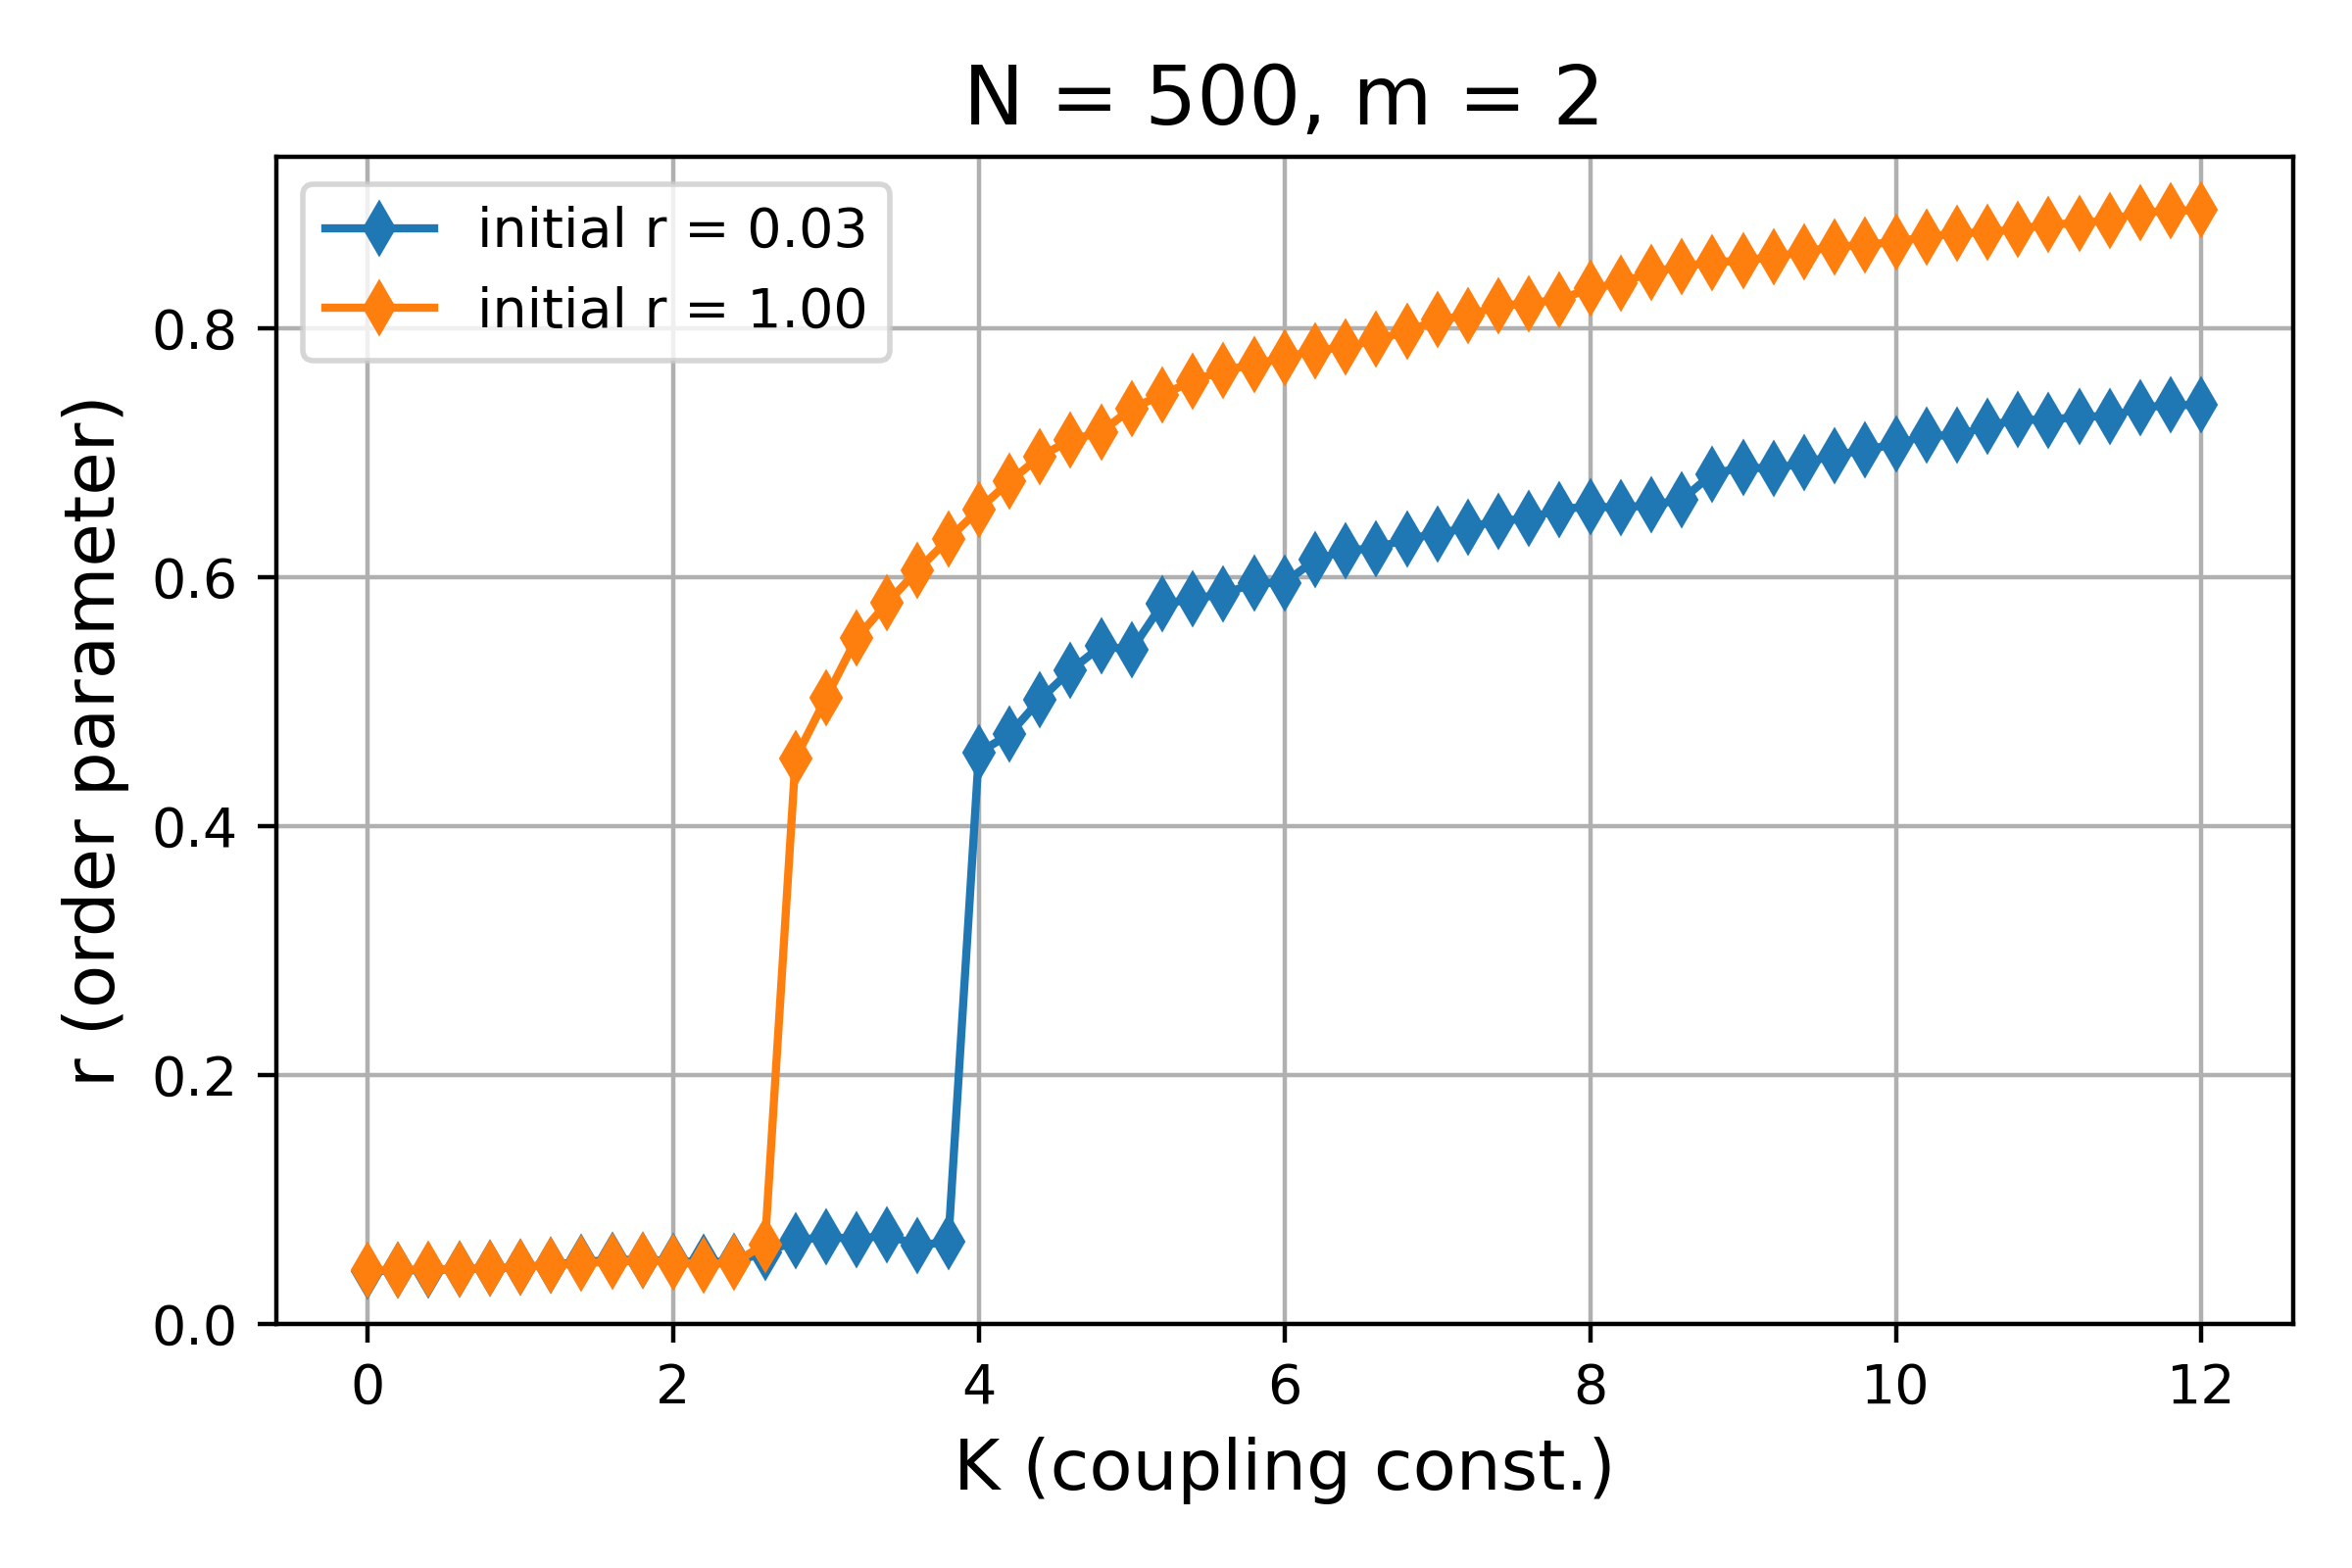 N = 500, m = 2
initial r = 0.03
initial r = 1.00
r (order parameter)
0.8
0.6
0.4
0.2
0.0
0 2 4 6 8 10 12
K (coupling const.)